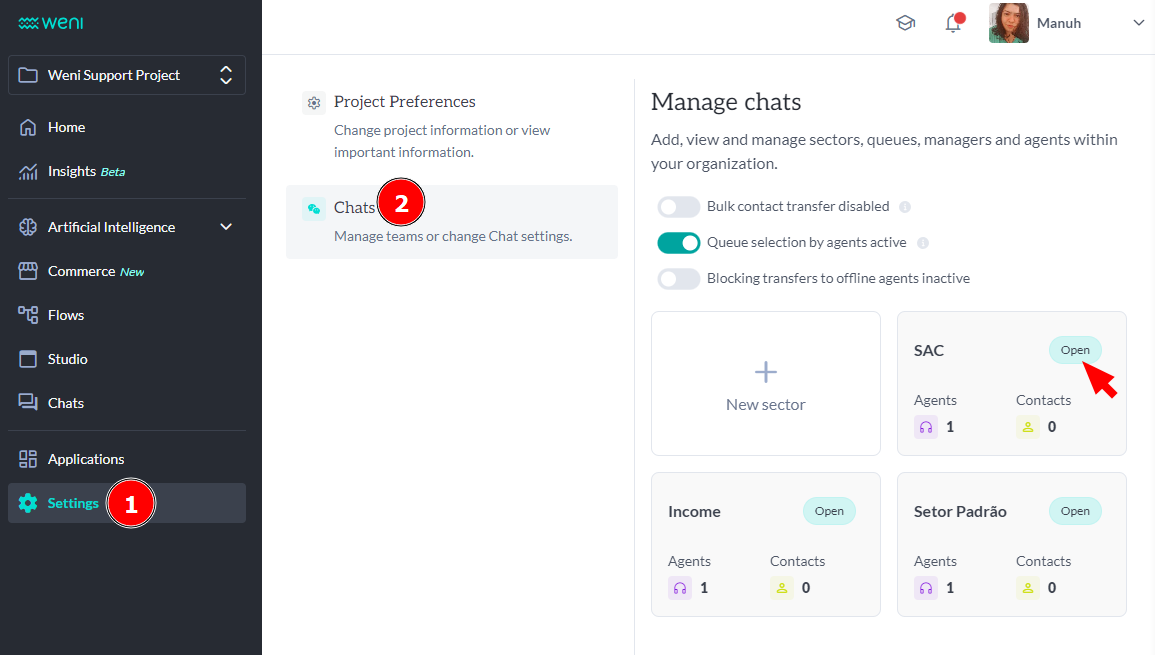 weni
Manuh
Weni Support Project
Home
Insights Beta
Artificial Intelligence
Commerce New
Flows
Studio
Chats
Applications
Settings 1
Project Preferences
Change project information or view
important information.
Chats 2
Manage teams or change Chat settings.
Manage chats
Add, view and manage sectors, queues, managers and agents within
your organization.
Bulk contact transfer disabled
Queue selection by agents active
Blocking transfers to offline agents inactive
+
New sector
SAC Open
Agents Contacts
1 0
Income Open
Agents Contacts
1 0
Setor Padrão Open
Agents Contacts
1 0